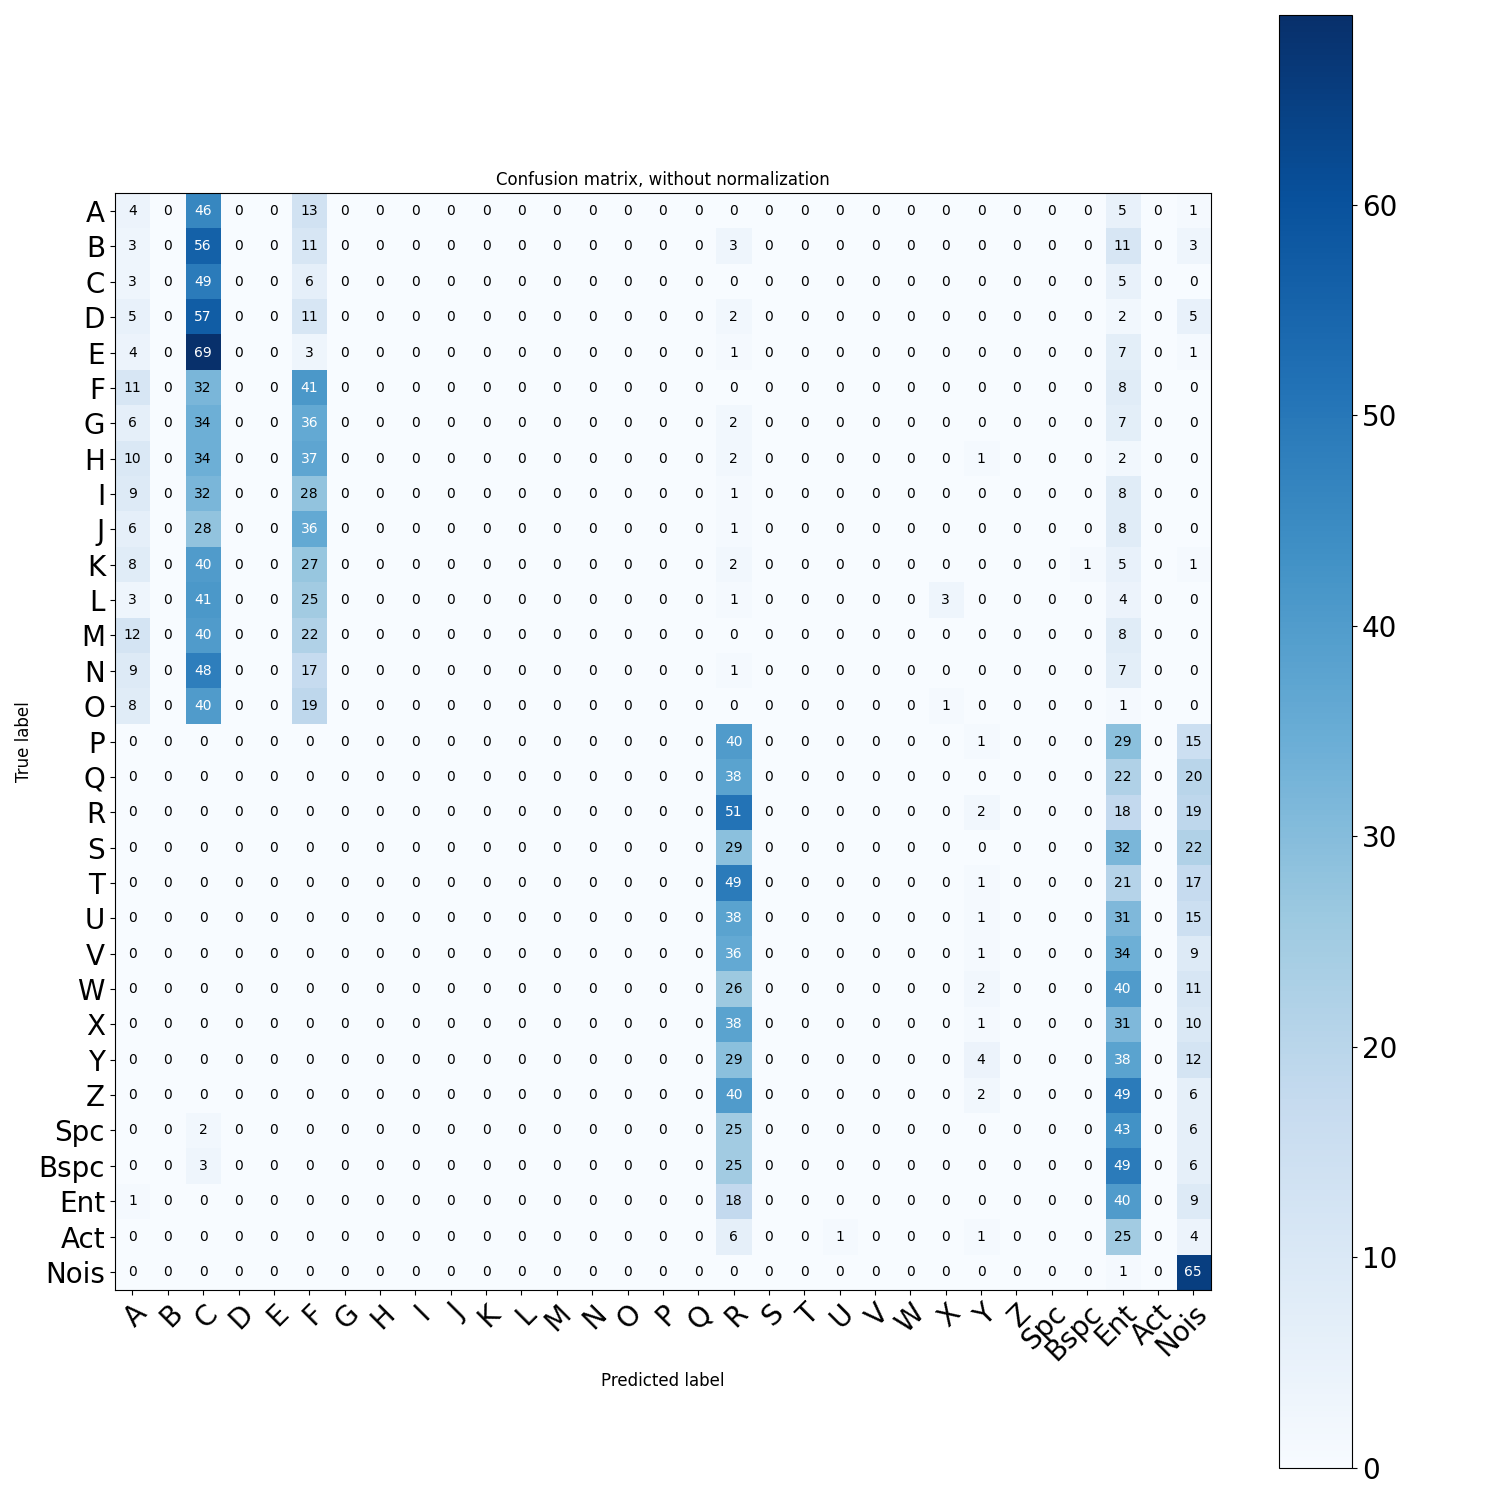 Confusion matrix, without normalization
A 4 0 46 0 0 13 0 0 0 0 0 0 0 0 0 0 0 0 0 0 0 0 0 0 0 0 0 0 5 0 1
B 3 0 56 0 0 11 0 0 0 0 0 0 0 0 0 0 0 3 0 0 0 0 0 0 0 0 0 0 11 0 3
C 3 0 49 0 0 6 0 0 0 0 0 0 0 0 0 0 0 0 0 0 0 0 0 0 0 0 0 0 5 0 0
D 5 0 57 0 0 11 0 0 0 0 0 0 0 0 0 0 0 2 0 0 0 0 0 0 0 0 0 0 2 0 5
E 4 0 69 0 0 3 0 0 0 0 0 0 0 0 0 0 0 1 0 0 0 0 0 0 0 0 0 0 7 0 1
F 11 0 32 0 0 41 0 0 0 0 0 0 0 0 0 0 0 0 0 0 0 0 0 0 0 0 0 0 8 0 0
G 6 0 34 0 0 36 0 0 0 0 0 0 0 0 0 0 0 2 0 0 0 0 0 0 0 0 0 0 7 0 0
H 10 0 34 0 0 37 0 0 0 0 0 0 0 0 0 0 0 2 0 0 0 0 0 0 1 0 0 0 2 0 0
I 9 0 32 0 0 28 0 0 0 0 0 0 0 0 0 0 0 1 0 0 0 0 0 0 0 0 0 0 8 0 0
J 6 0 28 0 0 36 0 0 0 0 0 0 0 0 0 0 0 1 0 0 0 0 0 0 0 0 0 0 8 0 0
K 8 0 40 0 0 27 0 0 0 0 0 0 0 0 0 0 0 2 0 0 0 0 0 0 0 0 0 1 5 0 1
L 3 0 41 0 0 25 0 0 0 0 0 0 0 0 0 0 0 1 0 0 0 0 0 3 0 0 0 0 4 0 0
M 12 0 40 0 0 22 0 0 0 0 0 0 0 0 0 0 0 0 0 0 0 0 0 0 0 0 0 0 8 0 0
N 9 0 48 0 0 17 0 0 0 0 0 0 0 0 0 0 0 1 0 0 0 0 0 0 0 0 0 0 7 0 0
O 8 0 40 0 0 19 0 0 0 0 0 0 0 0 0 0 0 0 0 0 0 0 0 1 0 0 0 0 1 0 0
P 0 0 0 0 0 0 0 0 0 0 0 0 0 0 0 0 0 40 0 0 0 0 0 0 1 0 0 0 29 0 15
Q 0 0 0 0 0 0 0 0 0 0 0 0 0 0 0 0 0 38 0 0 0 0 0 0 0 0 0 0 22 0 20
R 0 0 0 0 0 0 0 0 0 0 0 0 0 0 0 0 0 51 0 0 0 0 0 0 2 0 0 0 18 0 19
S 0 0 0 0 0 0 0 0 0 0 0 0 0 0 0 0 0 29 0 0 0 0 0 0 0 0 0 0 32 0 22
T 0 0 0 0 0 0 0 0 0 0 0 0 0 0 0 0 0 49 0 0 0 0 0 0 1 0 0 0 21 0 17
U 0 0 0 0 0 0 0 0 0 0 0 0 0 0 0 0 0 38 0 0 0 0 0 0 1 0 0 0 31 0 15
V 0 0 0 0 0 0 0 0 0 0 0 0 0 0 0 0 0 36 0 0 0 0 0 0 1 0 0 0 34 0 9
W 0 0 0 0 0 0 0 0 0 0 0 0 0 0 0 0 0 26 0 0 0 0 0 0 2 0 0 0 40 0 11
X 0 0 0 0 0 0 0 0 0 0 0 0 0 0 0 0 0 38 0 0 0 0 0 0 1 0 0 0 31 0 10
Y 0 0 0 0 0 0 0 0 0 0 0 0 0 0 0 0 0 29 0 0 0 0 0 0 4 0 0 0 38 0 12
Z 0 0 0 0 0 0 0 0 0 0 0 0 0 0 0 0 0 40 0 0 0 0 0 0 2 0 0 0 49 0 6
Spc 0 0 2 0 0 0 0 0 0 0 0 0 0 0 0 0 0 25 0 0 0 0 0 0 0 0 0 0 43 0 6
Bspc 0 0 3 0 0 0 0 0 0 0 0 0 0 0 0 0 0 25 0 0 0 0 0 0 0 0 0 0 49 0 6
Ent 1 0 0 0 0 0 0 0 0 0 0 0 0 0 0 0 0 18 0 0 0 0 0 0 0 0 0 0 40 0 9
Act 0 0 0 0 0 0 0 0 0 0 0 0 0 0 0 0 0 6 0 0 1 0 0 0 1 0 0 0 25 0 4
Nois 0 0 0 0 0 0 0 0 0 0 0 0 0 0 0 0 0 0 0 0 0 0 0 0 0 0 0 0 1 0 65
A B C D E F G H I J K L M N O P Q R S T U V W X Y Z Spc Bspc Ent Act Nois
Predicted label
True label
60
50
40
30
20
10
0